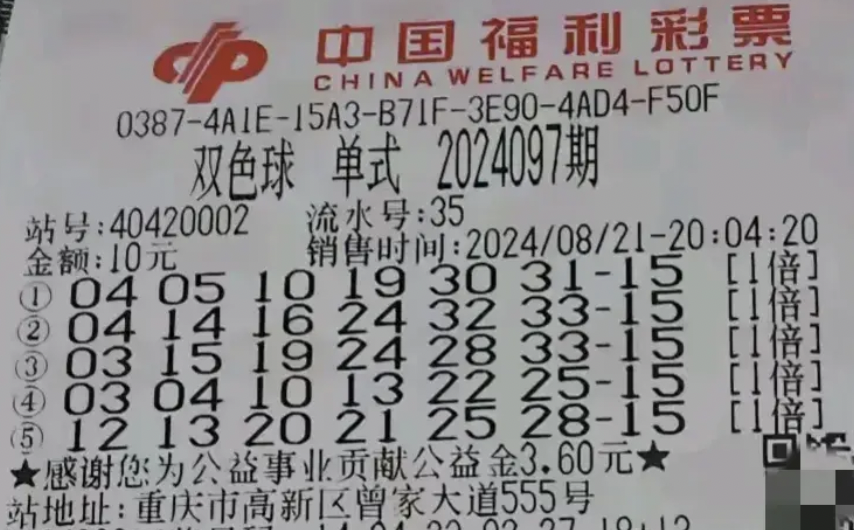 中国福利彩票
CHINA WELFARE LOTTERY
0387-4A1E-15A3-B71F-3E90-4AD4-F50F
双色球 单式 2024097期
站号:40420002 流水号:35
金额:10元 销售时间:2024/08/21-20:04:20
① 04 05 10 19 30 31-15 [1倍]
② 04 14 16 24 32 33-15 [1倍]
③ 03 15 19 24 28 33-15 [1倍]
④ 03 04 10 13 22 25-15 [1倍]
⑤ 12 13 20 21 25 28-15 [1倍]
★感谢您为公益事业贡献公益金3.60元★
站地址:重庆市高新区曾家大道555号